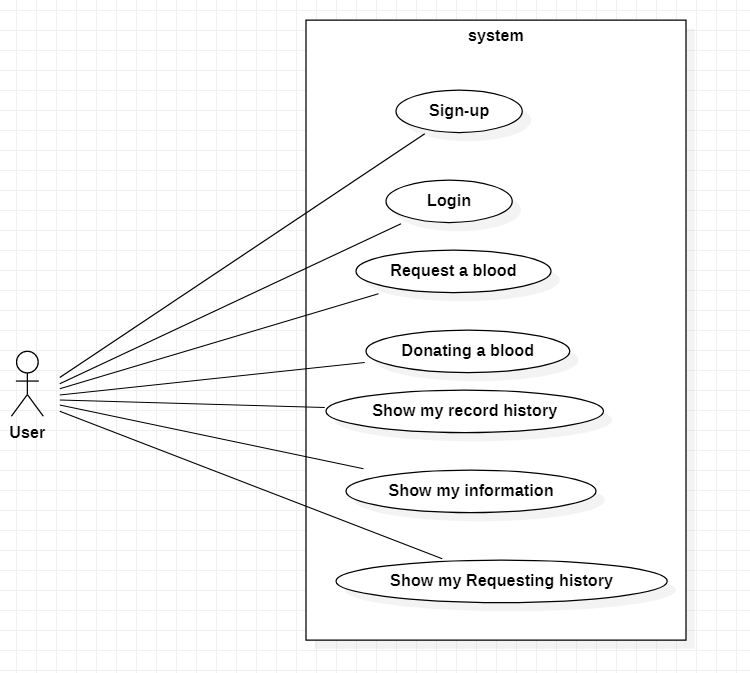 system
Sign-up
Login
Request a blood
Donating a blood
Show my record history
User
Show my information
Show my Requesting history